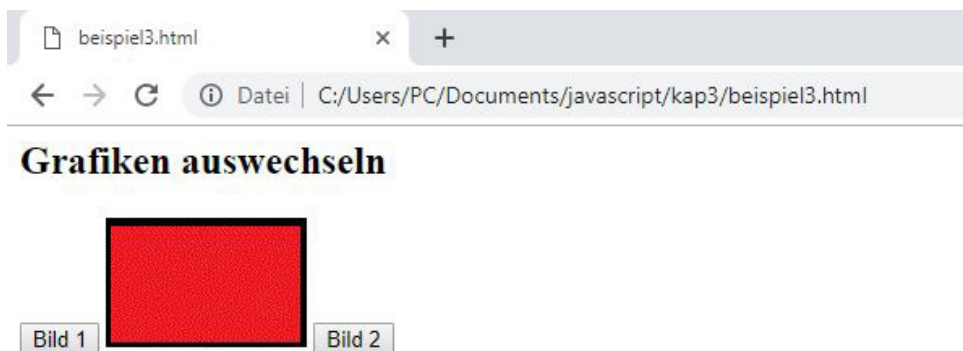 beispiel3.html
Datei | C:/Users/PC/Documents/javascript/kap3/beispiel3.html
Grafiken auswechseln
Bild 1 Bild 2